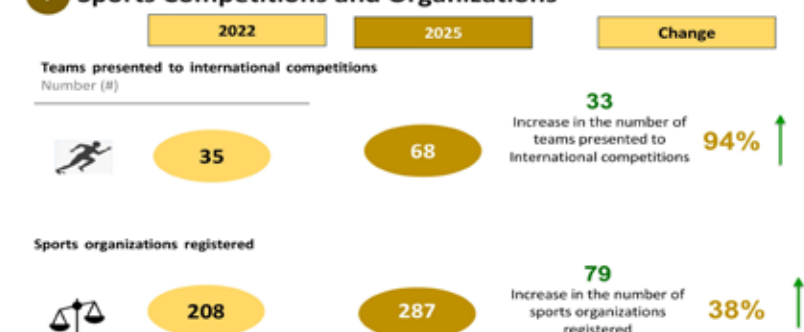 Sports Competitions and Organizations
2022 2025 Change
Teams presented to international competitions
Number (#)
35 68
33
Increase in the number of
teams presented to
International competitions
94%
Sports organizations registered
208 287
79
Increase in the number of
sports organizations
registered
38%